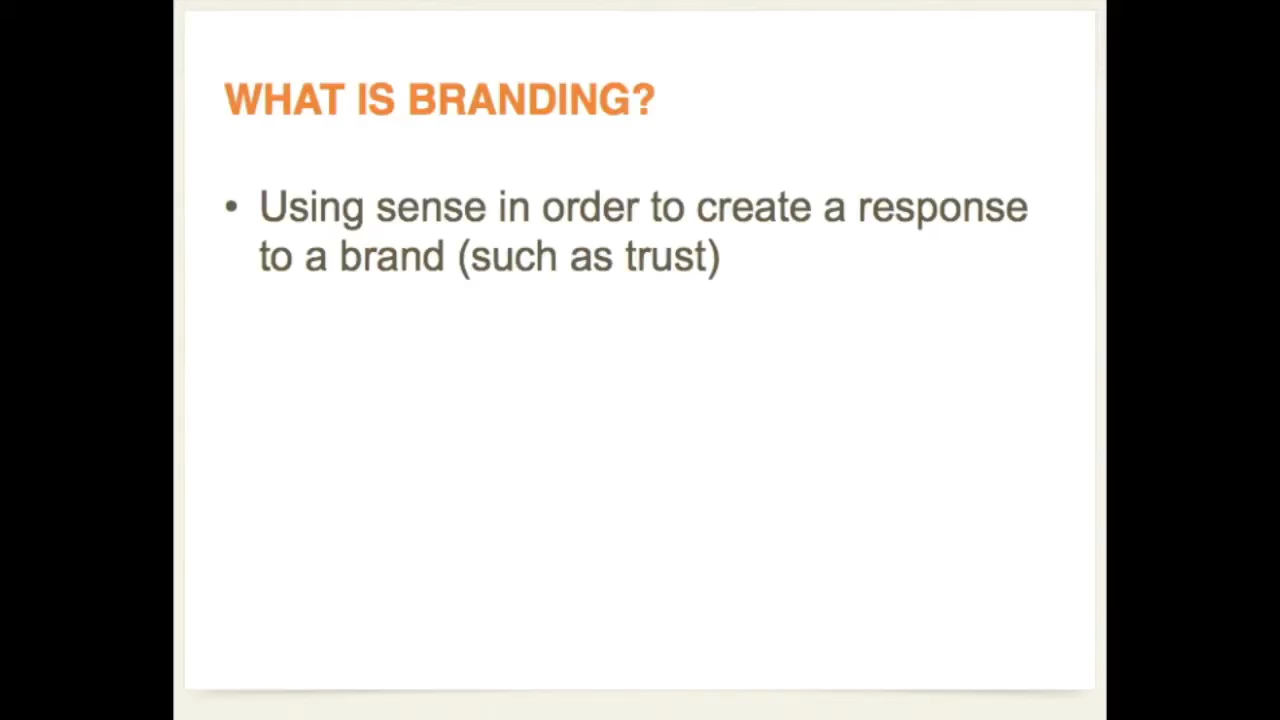 WHAT IS BRANDING?
• Using sense in order to create a response
to a brand (such as trust)